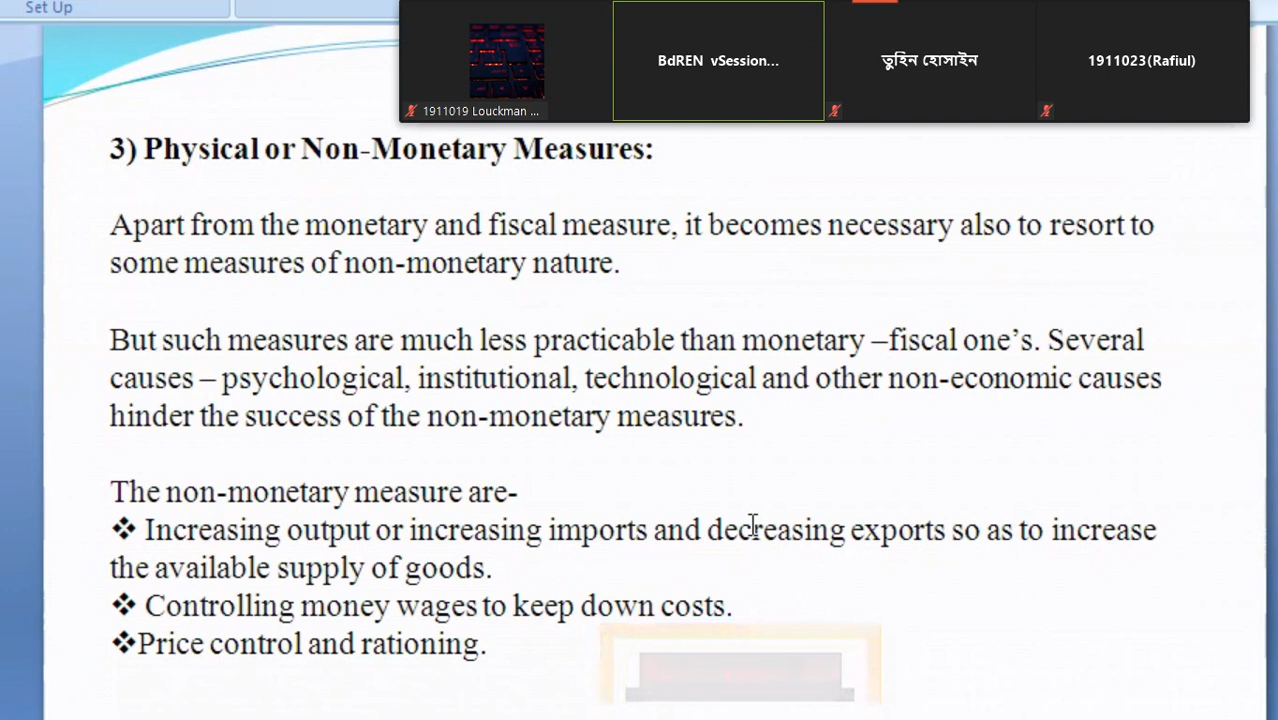 Set Up
1911019 Louckman ...
BdREN vSession...
তুহিন হোসাইন
1911023(Rafiul)
3) Physical or Non-Monetary Measures:
Apart from the monetary and fiscal measure, it becomes necessary also to resort to
some measures of non-monetary nature.
But such measures are much less practicable than monetary –fiscal one’s. Several
causes – psychological, institutional, technological and other non-economic causes
hinder the success of the non-monetary measures.
The non-monetary measure are-
❖ Increasing output or increasing imports and decreasing exports so as to increase
the available supply of goods.
❖ Controlling money wages to keep down costs.
❖Price control and rationing.